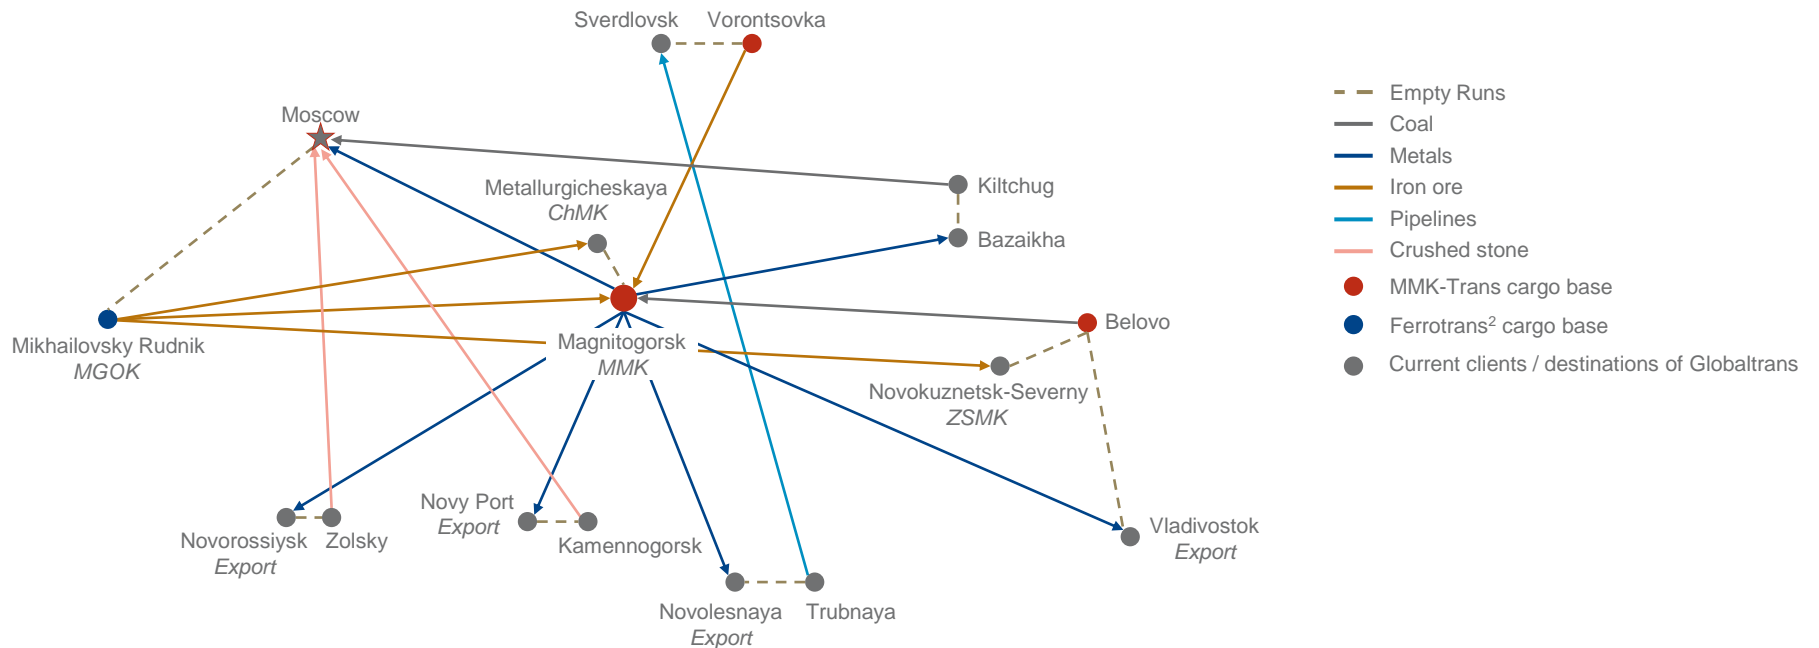 Sverdlovsk
Vorontsovka
Moscow
Metallurgicheskaya
ChMK
Kiltchug
Bazaikha
Mikhailovsky Rudnik
MGOK
Magnitogorsk
MMK
Belovo
Novokuznetsk-Severny
ZSMK
Novorossiysk
Export
Zolsky
Novy Port
Export
Kamennogorsk
Novolesnaya
Export
Trubnaya
Vladivostok
Export
Empty Runs
Coal
Metals
Iron ore
Pipelines
Crushed stone
MMK-Trans cargo base
Ferrotrans² cargo base
Current clients / destinations of Globaltrans